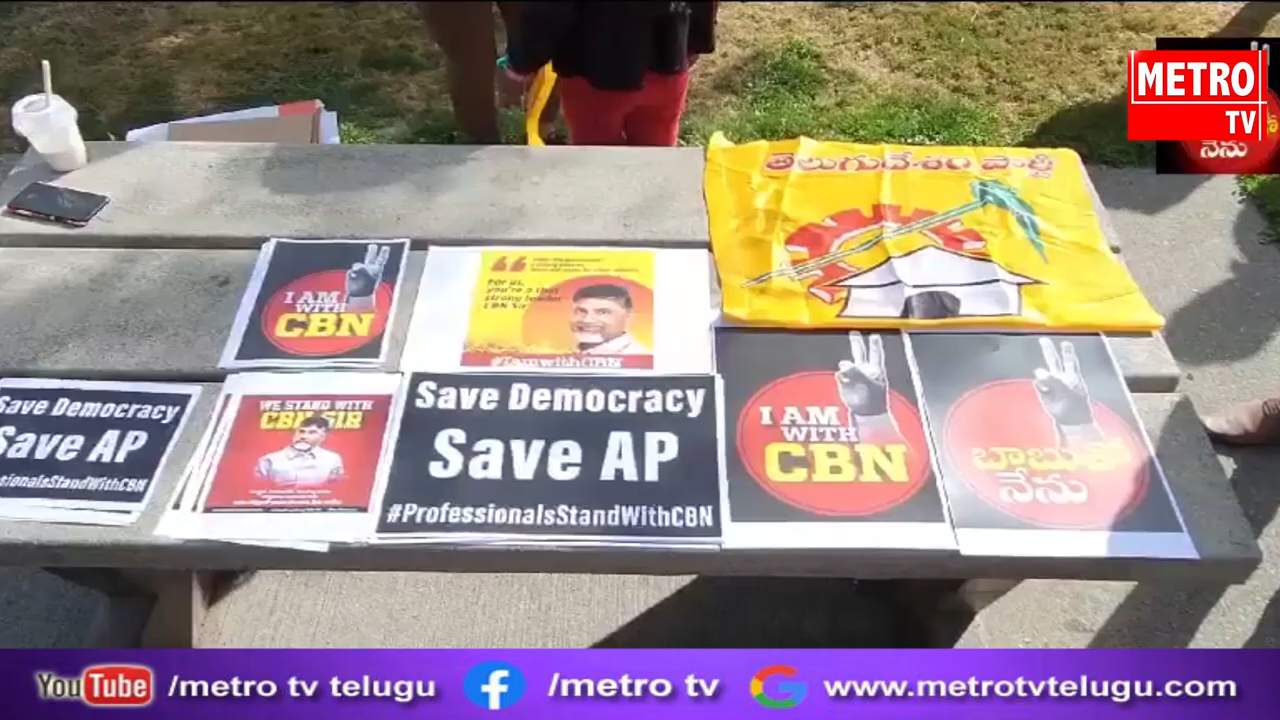 METRO
TV
నేను
తెలుగుదేశం పార్టీ
I AM
WITH
CBN
For us,
you're a the
strong leader
CBN Sir
#IamwithCBN
Save Democracy
Save AP
#ProfessionalsStandWithCBN
WE STAND WITH
CBN SIR
Save Democracy
Save AP
#ProfessionalsStandWithCBN
I AM
WITH
CBN
బాబుతో
నేను
YouTube /metro tv telugu
/metro tv
www.metrotvtelugu.com